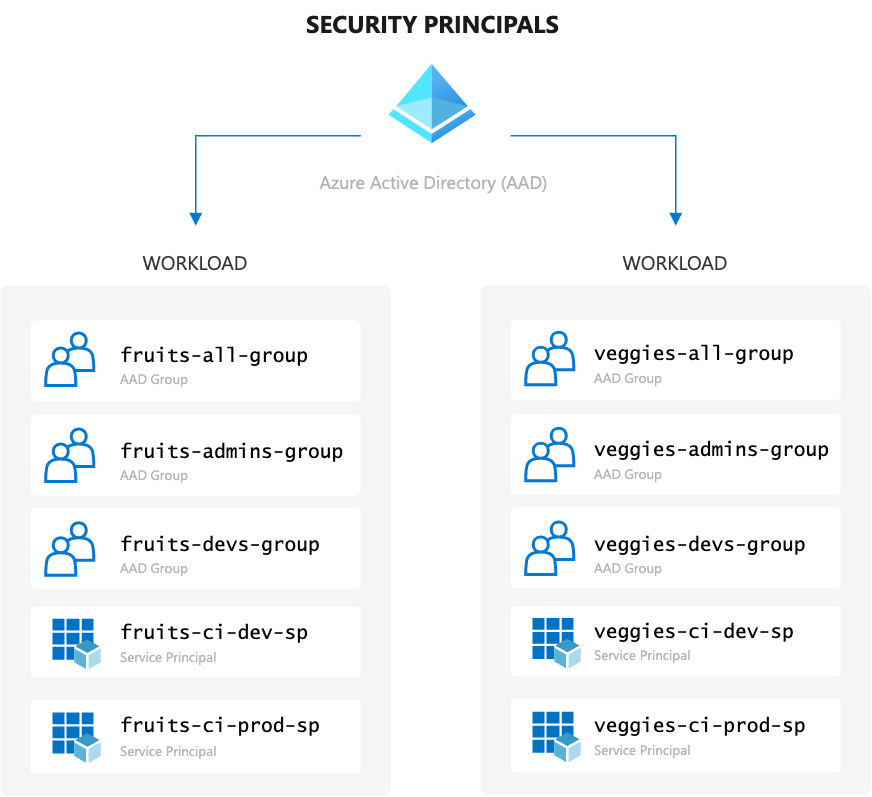 SECURITY PRINCIPALS
Azure Active Directory (AAD)
WORKLOAD
fruits-all-group
AAD Group
fruits-admins-group
AAD Group
fruits-devs-group
AAD Group
fruits-ci-dev-sp
Service Principal
fruits-ci-prod-sp
Service Principal
WORKLOAD
veggies-all-group
AAD Group
veggies-admins-group
AAD Group
veggies-devs-group
AAD Group
veggies-ci-dev-sp
Service Principal
veggies-ci-prod-sp
Service Principal